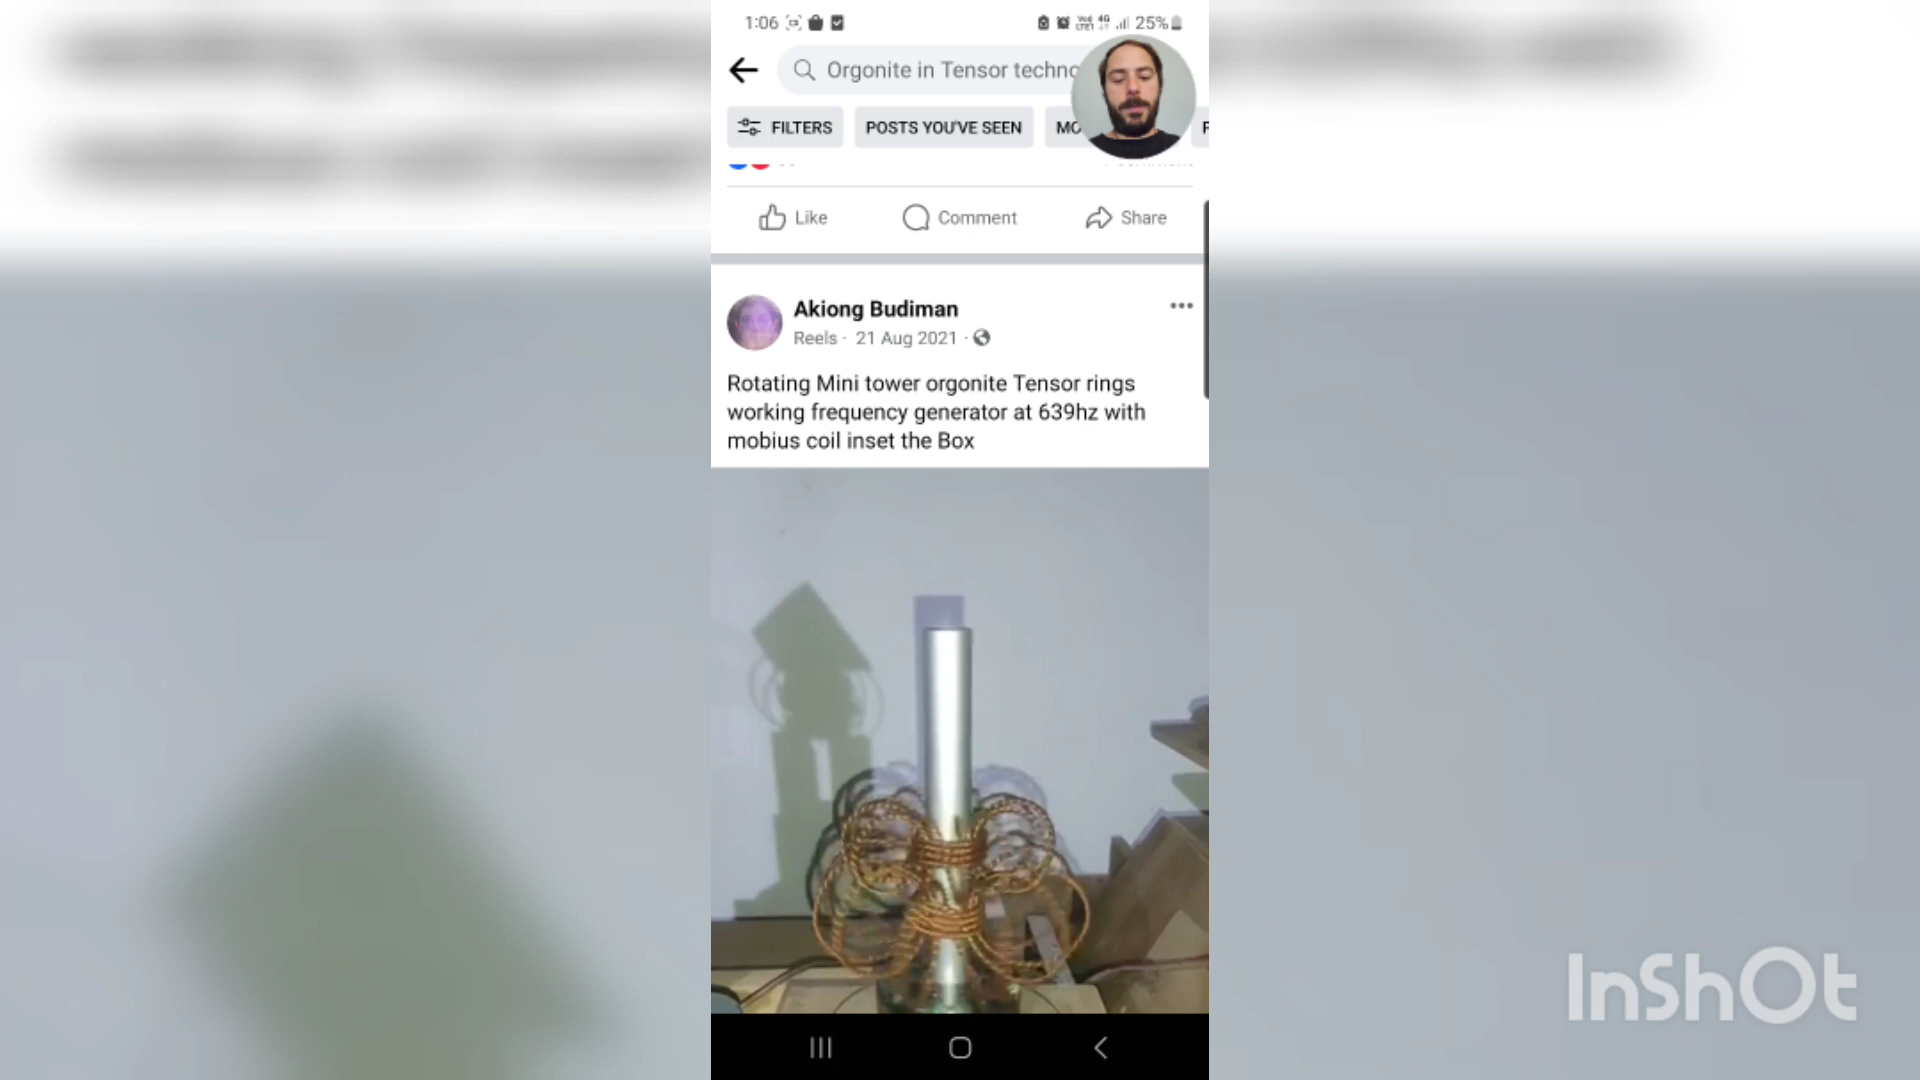 1:06
25%
Orgonite in Tensor techno
FILTERS
POSTS YOU'VE SEEN
MO
Like
Comment
Share
Akiong Budiman
Reels · 21 Aug 2021 ·
Rotating Mini tower orgonite Tensor rings
working frequency generator at 639hz with
mobius coil inset the Box
InShOt